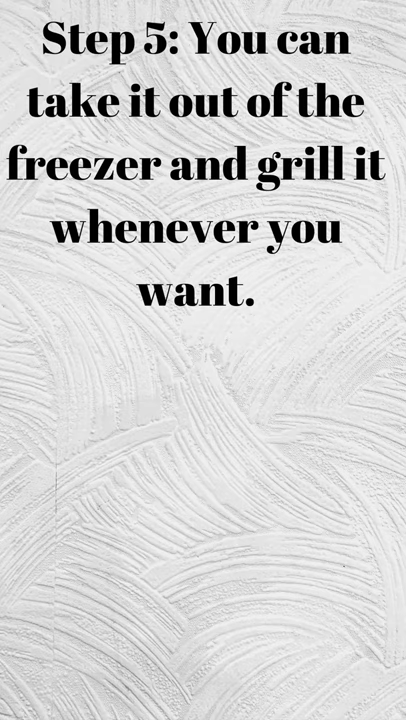 Step 5: You can
take it out of the
freezer and grill it
whenever you
want.